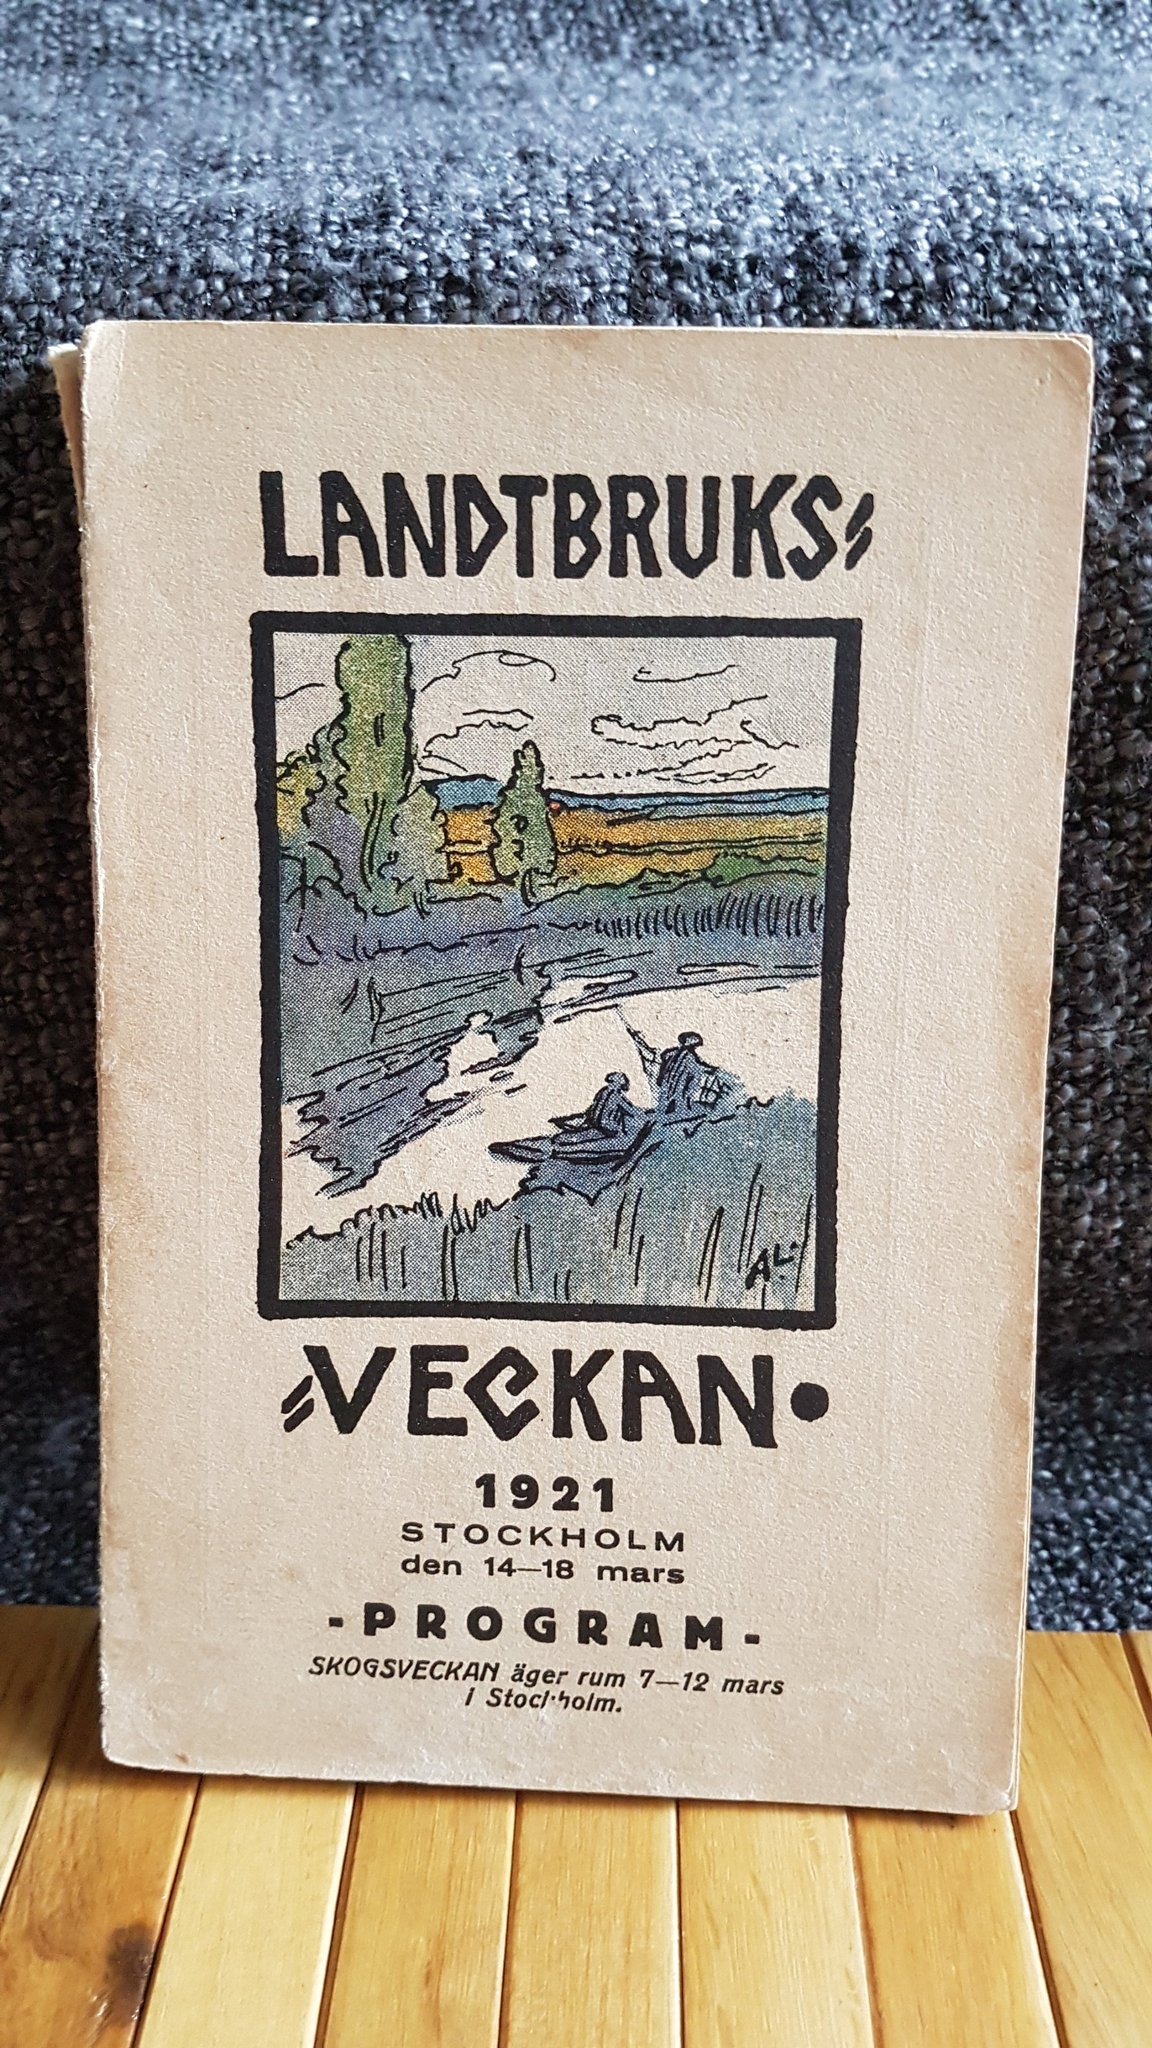 LANDTBRUKS-
AL.
-VECKAN.
1921
STOCKHOLM
den 14—18 mars
-PROGRAM-
SKOGSVECKAN äger rum 7—12 mars
i Stockholm.